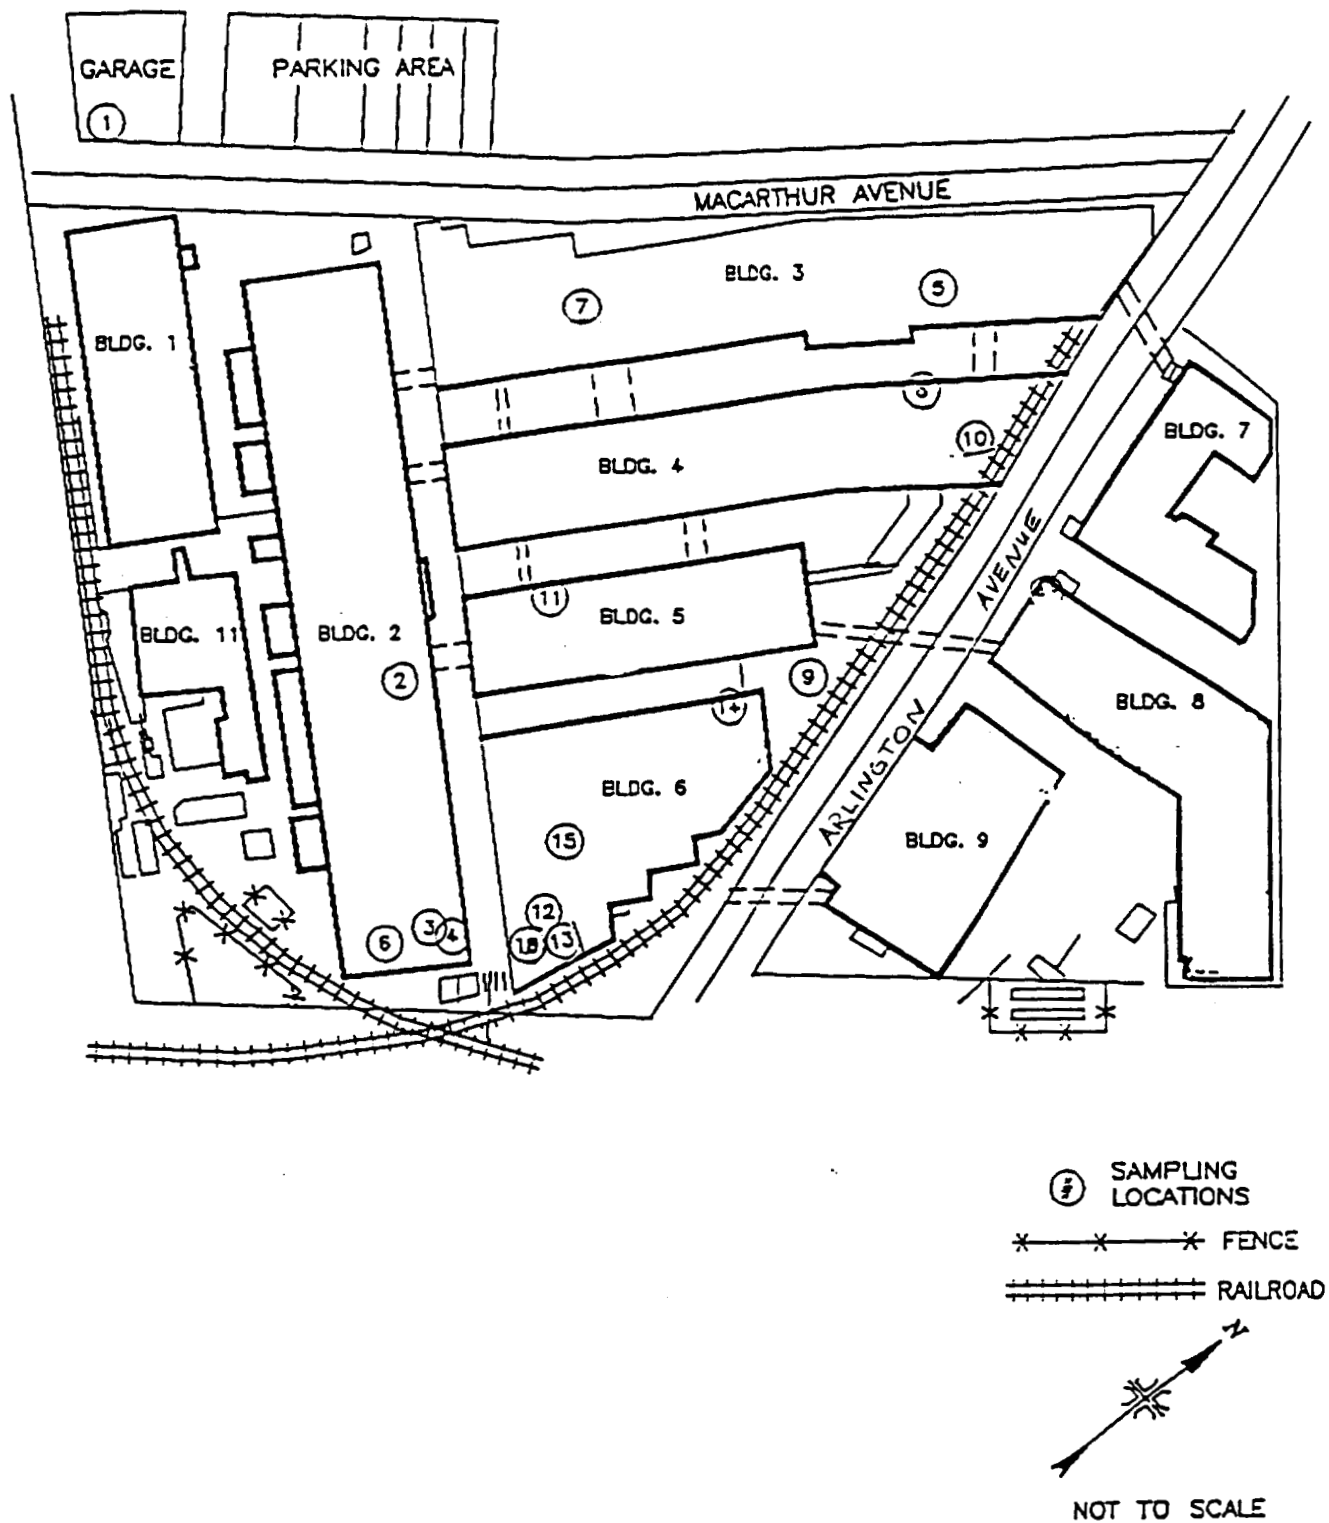 GARAGE
PARKING AREA
1
MACARTHUR AVENUE
BLDG. 3
5
7
BLDG. 1
10
BLDG. 7
BLDG. 4
11
BLDG. 5
BLDG. 11
BLDG. 2
2
9
AVENUE
BLDG. 8
14
ARLINGTON
BLDG. 6
15
BLDG. 9
12
3
4
6
13
SAMPLING
LOCATIONS
FENCE
RAILROAD
N
NOT TO SCALE